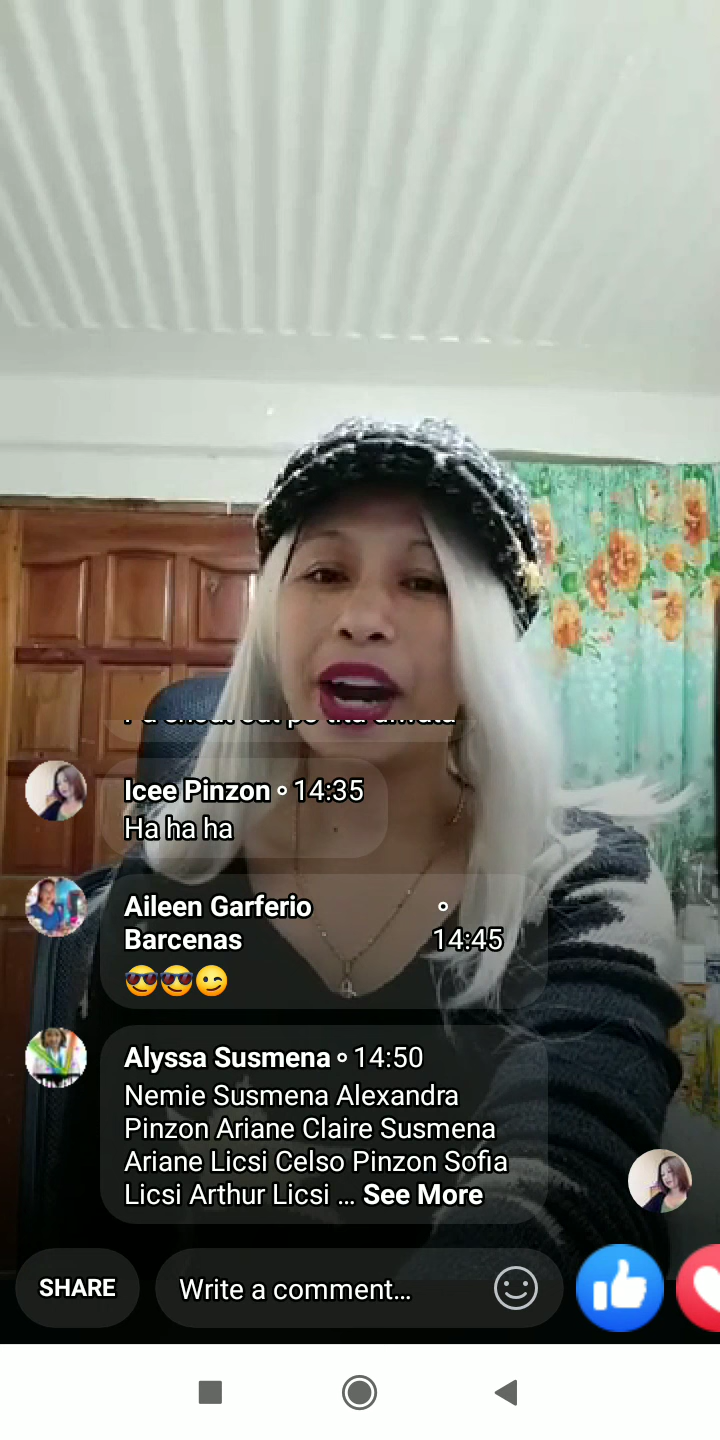 Icee Pinzon 14:35
Ha ha ha
Aileen Garferio
Barcenas 14:45
😎😎😉
Alyssa Susmena 14:50
Nemie Susmena Alexandra
Pinzon Ariane Claire Susmena
Ariane Licsi Celso Pinzon Sofia
Licsi Arthur Licsi ... See More
SHARE
Write a comment...